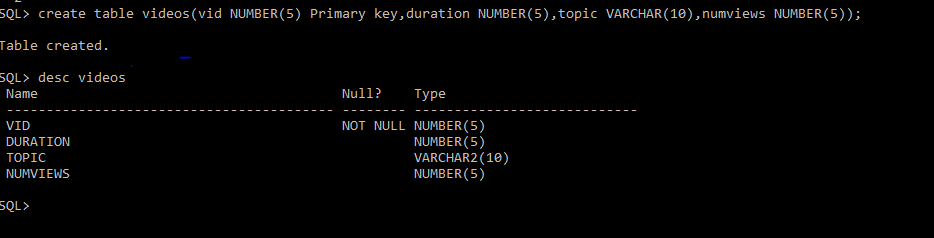 SQL> create table videos(vid NUMBER(5) Primary key,duration NUMBER(5),topic VARCHAR(10),numviews NUMBER(5));
Table created.
SQL> desc videos
Name Null? Type
----------------------------------------- -------- ----------------------------
VID NOT NULL NUMBER(5)
DURATION NUMBER(5)
TOPIC VARCHAR2(10)
NUMVIEWS NUMBER(5)
SQL>